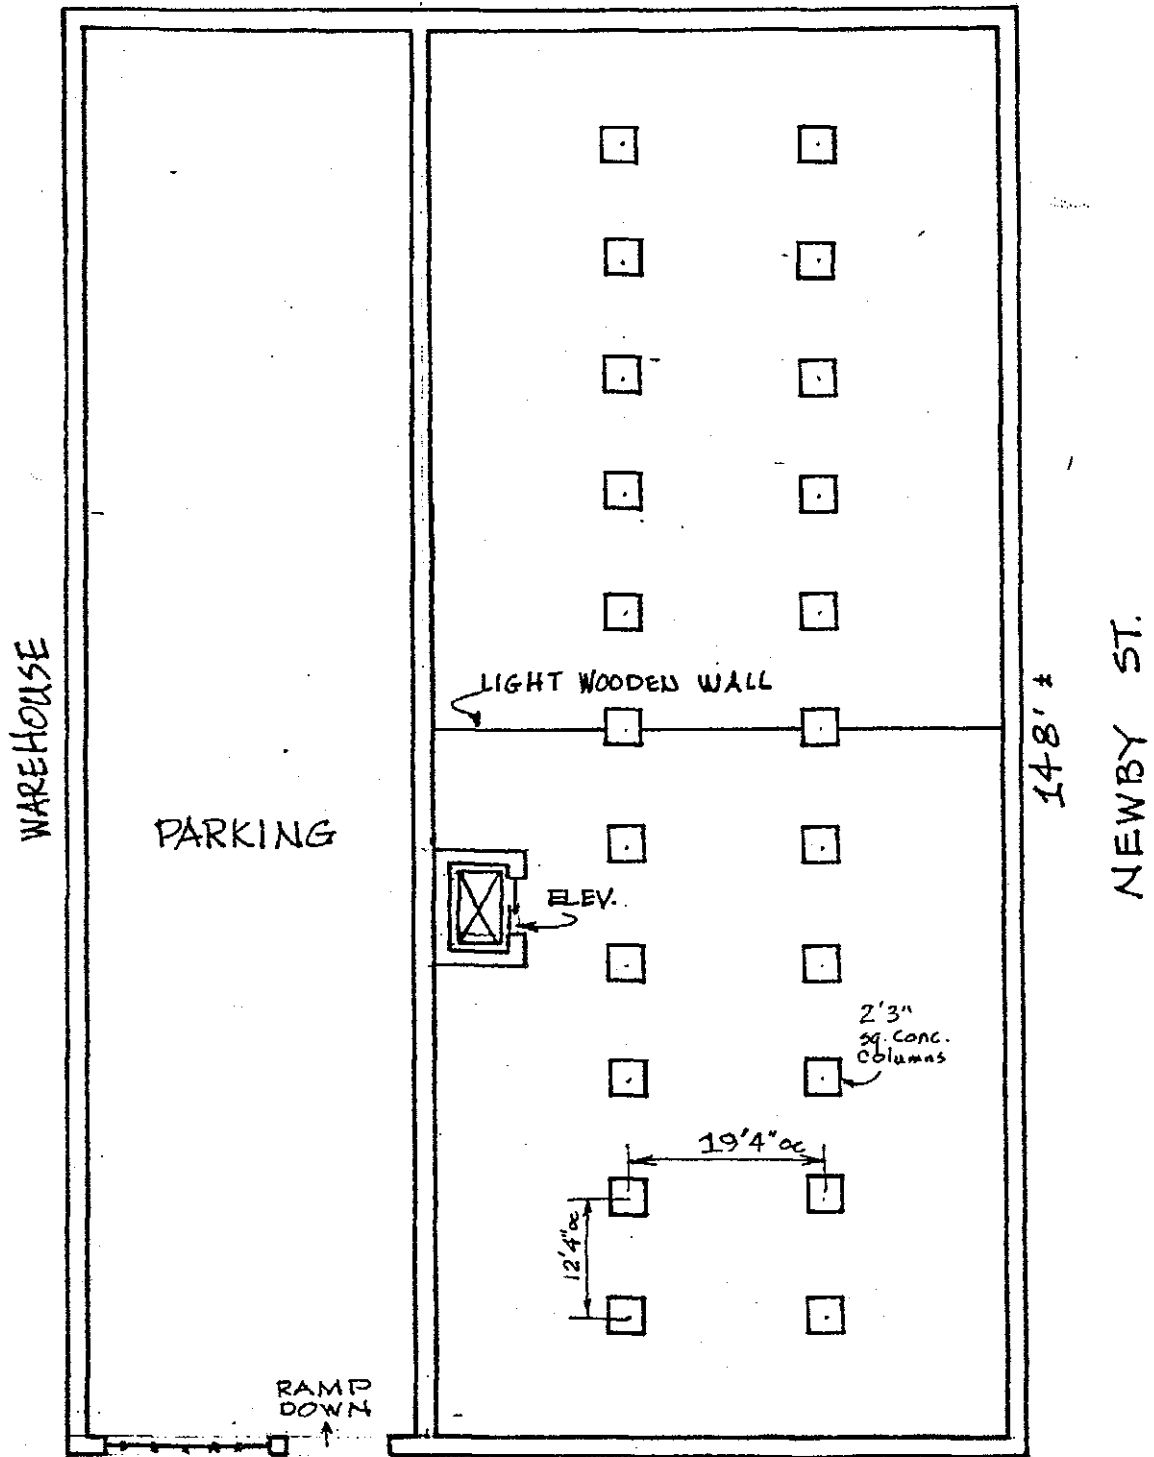 LIGHT WOODEN WALL
WAREHOUSE
148' ±
NEWBY ST.
PARKING
ELEV.
2'3"
sq. Conc.
Columns
19'4" oc
12'4" oc
RAMP
DOWN